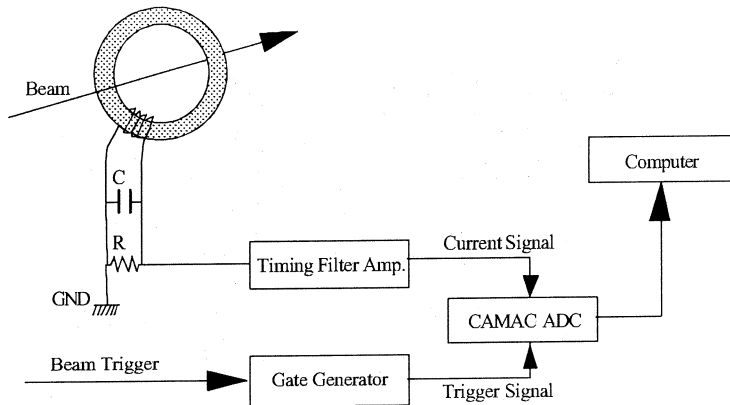 Beam
Computer
C
R
Current Signal
Timing Filter Amp.
GND
CAMAC ADC
Beam Trigger
Gate Generator
Trigger Signal